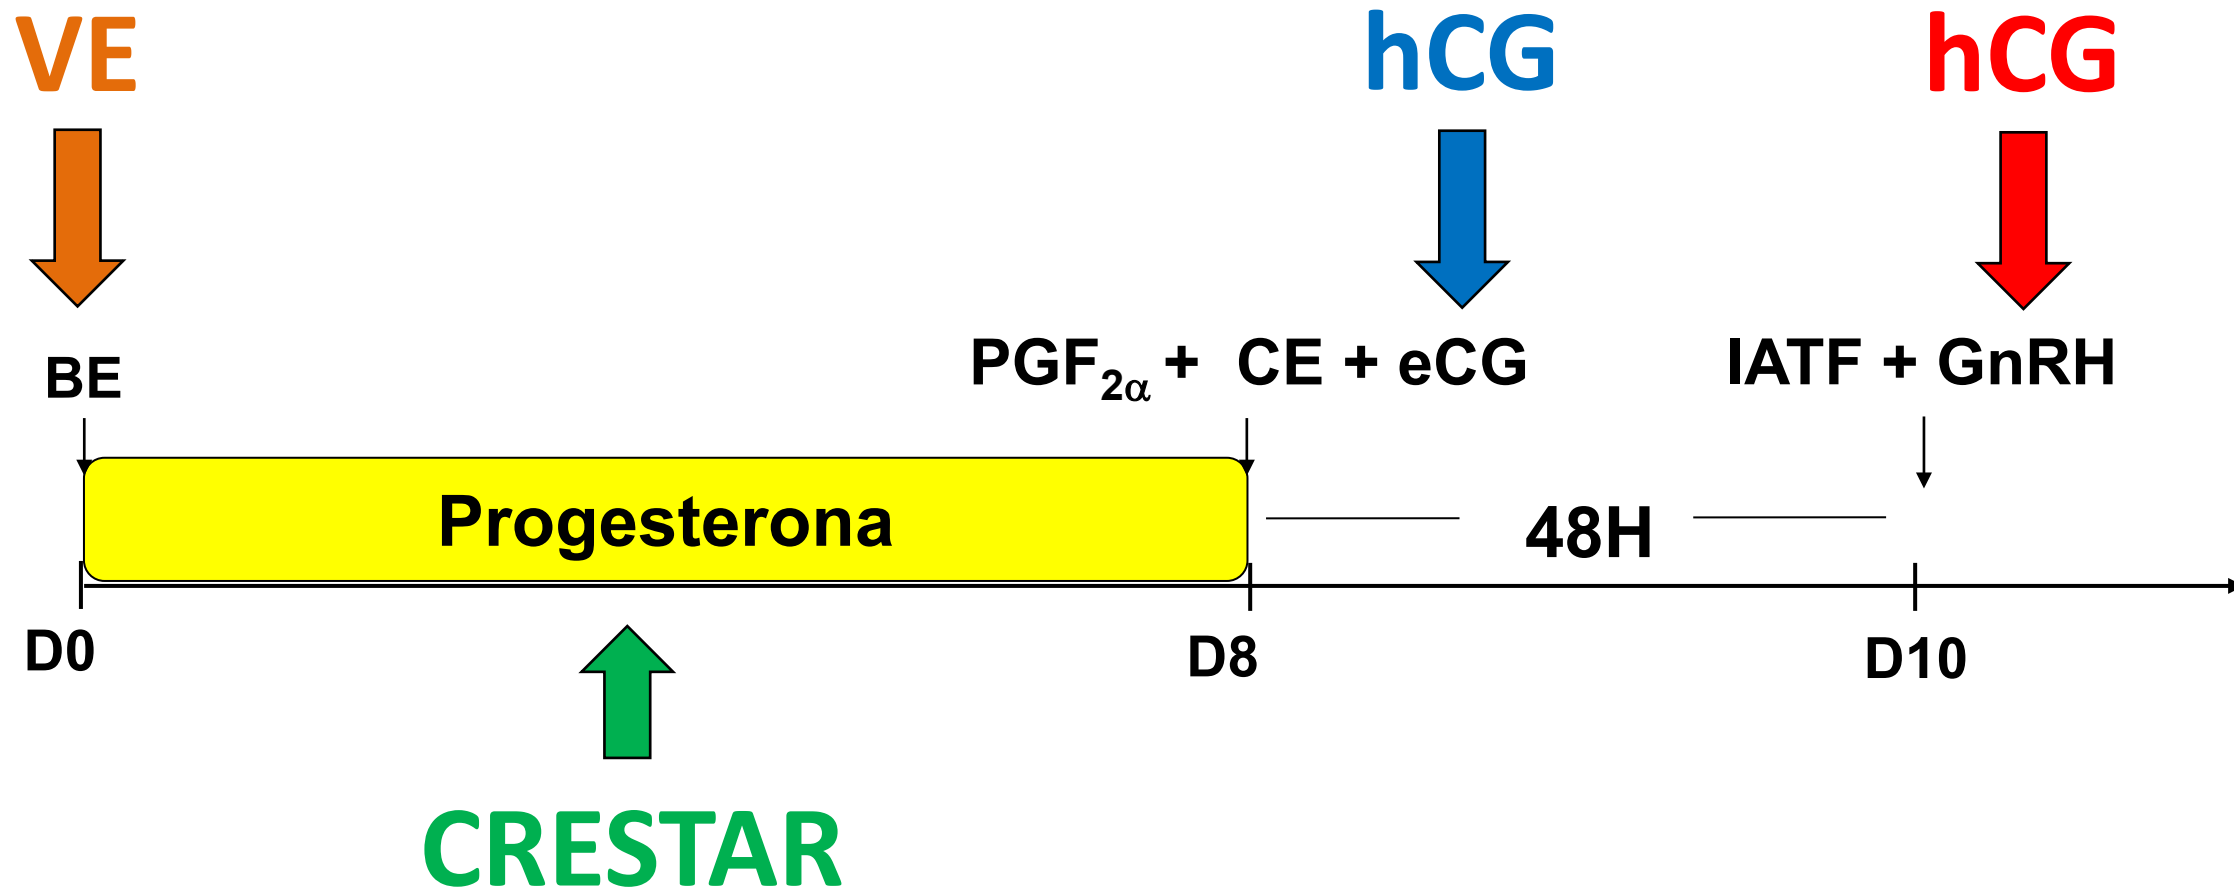 VE hCG hCG
BE PGF2α + CE + eCG IATF + GnRH
Progesterona 48H
D0 D8 D10
CRESTAR